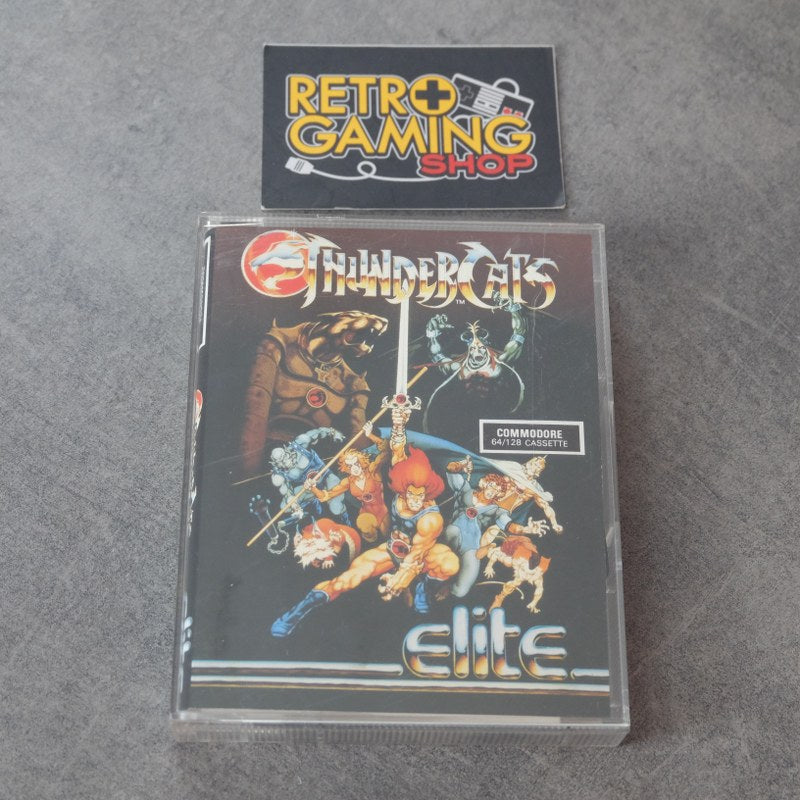 RETRO
GAMING
SHOP
THUNDERCATS
TM
COMMODORE
64/128 CASSETTE
elite